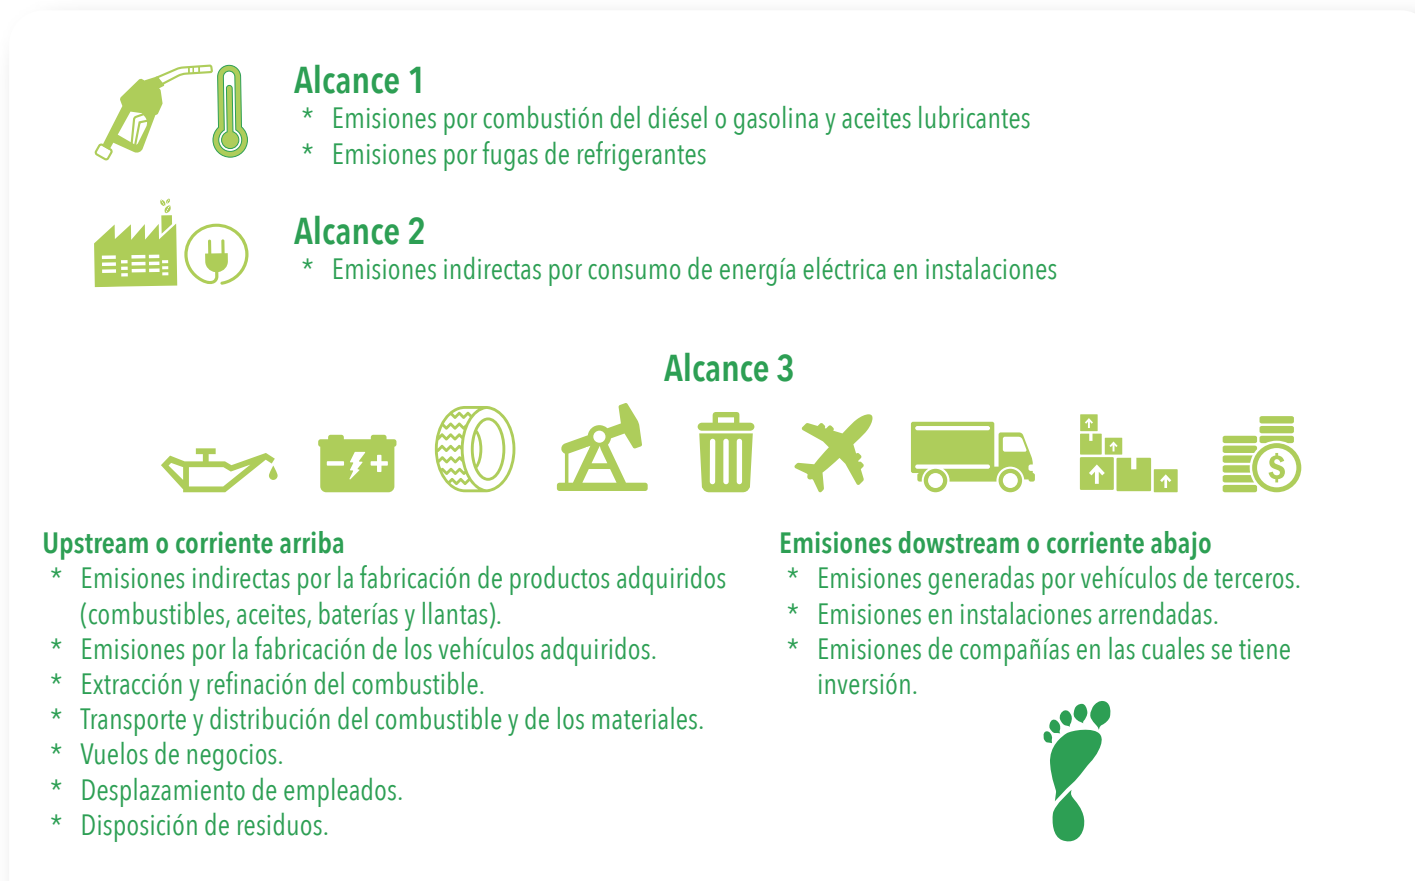 Alcance 1
* Emisiones por combustión del diésel o gasolina y aceites lubricantes
* Emisiones por fugas de refrigerantes
Alcance 2
* Emisiones indirectas por consumo de energía eléctrica en instalaciones
Alcance 3
$
Upstream o corriente arriba
* Emisiones indirectas por la fabricación de productos adquiridos
(combustibles, aceites, baterías y llantas).
* Emisiones por la fabricación de los vehículos adquiridos.
* Extracción y refinación del combustible.
* Transporte y distribución del combustible y de los materiales.
* Vuelos de negocios.
* Desplazamiento de empleados.
* Disposición de residuos.
Emisiones dowstream o corriente abajo
* Emisiones generadas por vehículos de terceros.
* Emisiones en instalaciones arrendadas.
* Emisiones de compañías en las cuales se tiene
inversión.